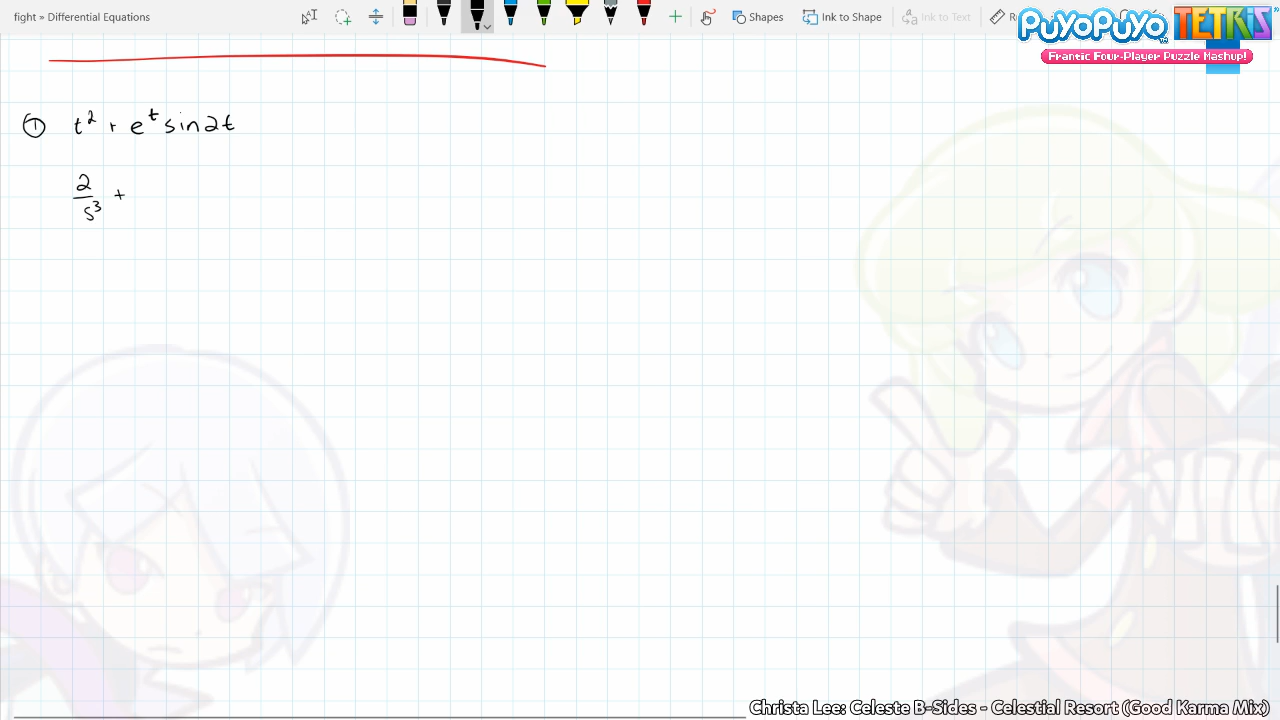 fight » Differential Equations
Shapes
Ink to Shape
Ink to Text
PuyoPuyo VS TETRIS
Frantic Four-Player Puzzle Mashup!
① t² + e^t sin2t
2/s³ +
Christa Lee: Celeste B-Sides - Celestial Resort (Good Karma Mix)